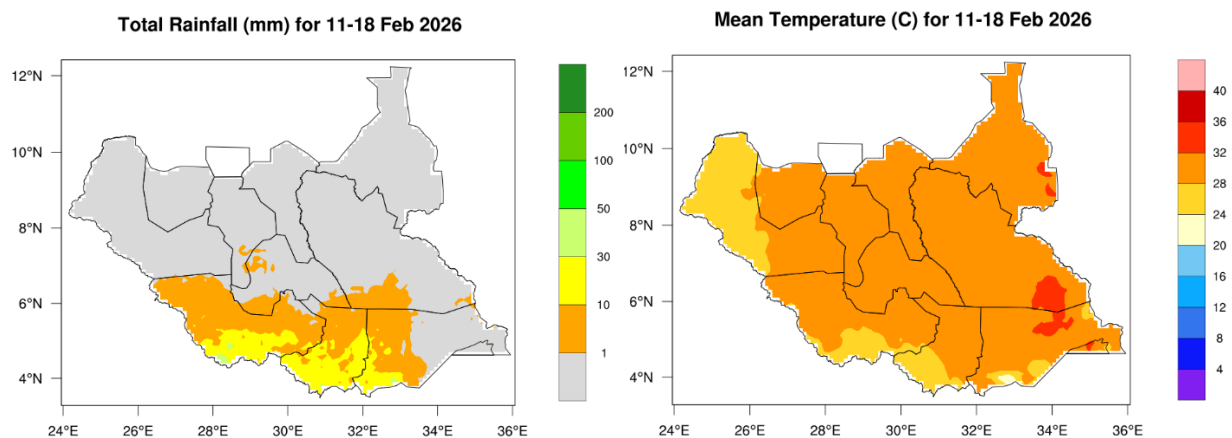 Total Rainfall (mm) for 11-18 Feb 2026
12°N
10°N
8°N
6°N
4°N
24°E 26°E 28°E 30°E 32°E 34°E 36°E
200
100
50
30
10
1
Mean Temperature (C) for 11-18 Feb 2026
12°N
10°N
8°N
6°N
4°N
24°E 26°E 28°E 30°E 32°E 34°E 36°E
40
36
32
28
24
20
16
12
8
4